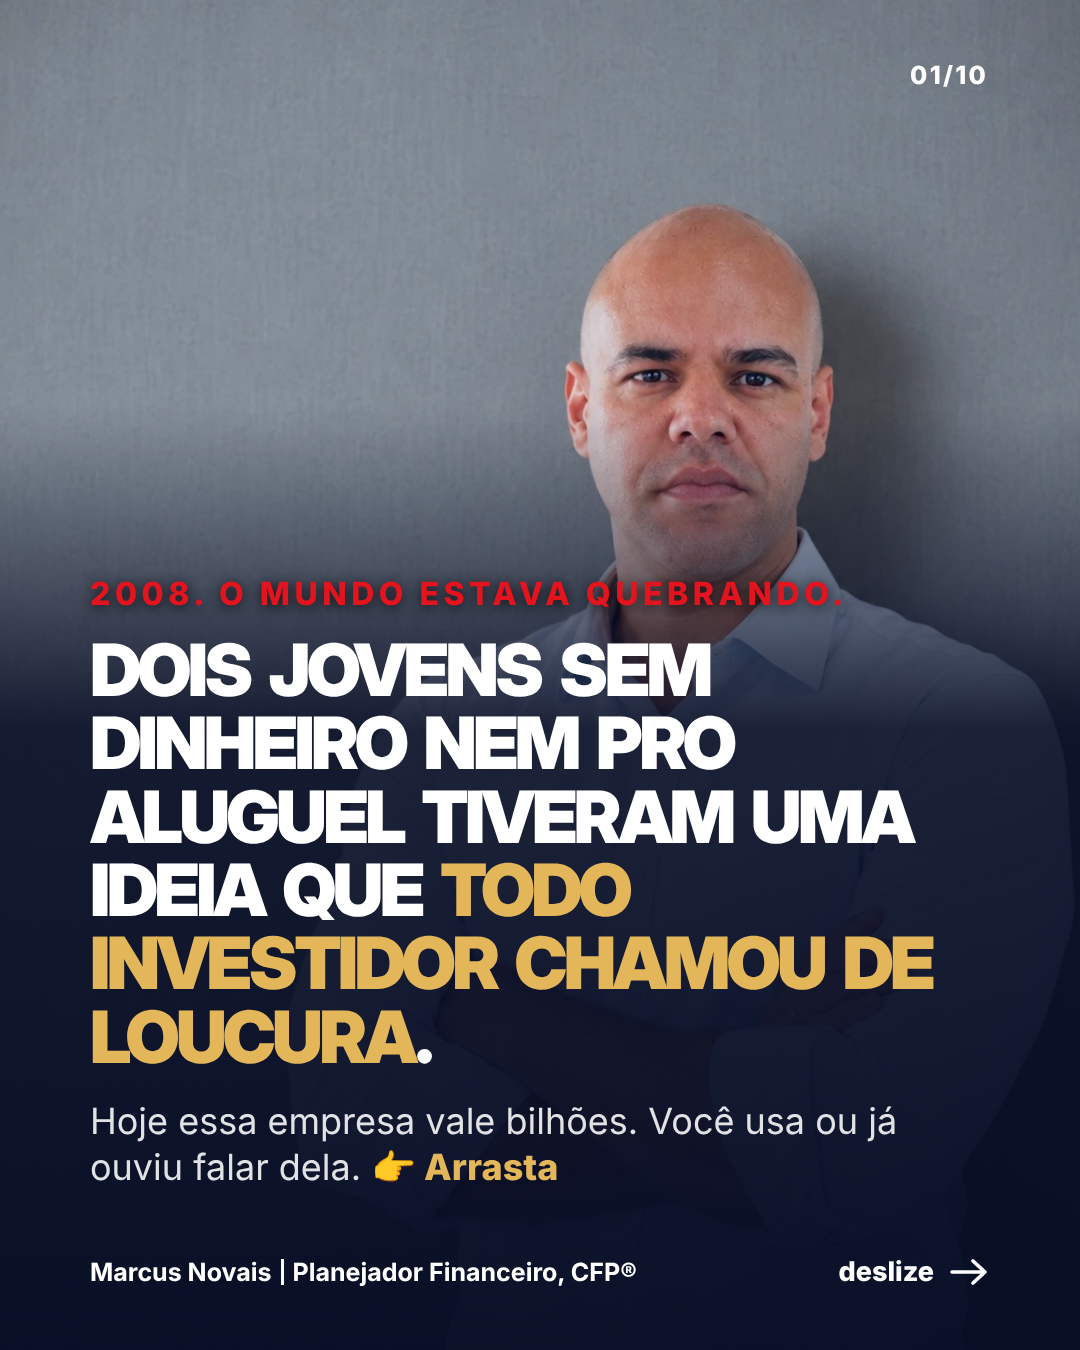 01/10
2008. O MUNDO ESTAVA QUEBRANDO.
DOIS JOVENS SEM
DINHEIRO NEM PRO
ALUGUEL TIVERAM UMA
IDEIA QUE TODO
INVESTIDOR CHAMOU DE
LOUCURA.
Hoje essa empresa vale bilhões. Você usa ou já
ouviu falar dela. 👉 Arrasta
Marcus Novais | Planejador Financeiro, CFP®
deslize →